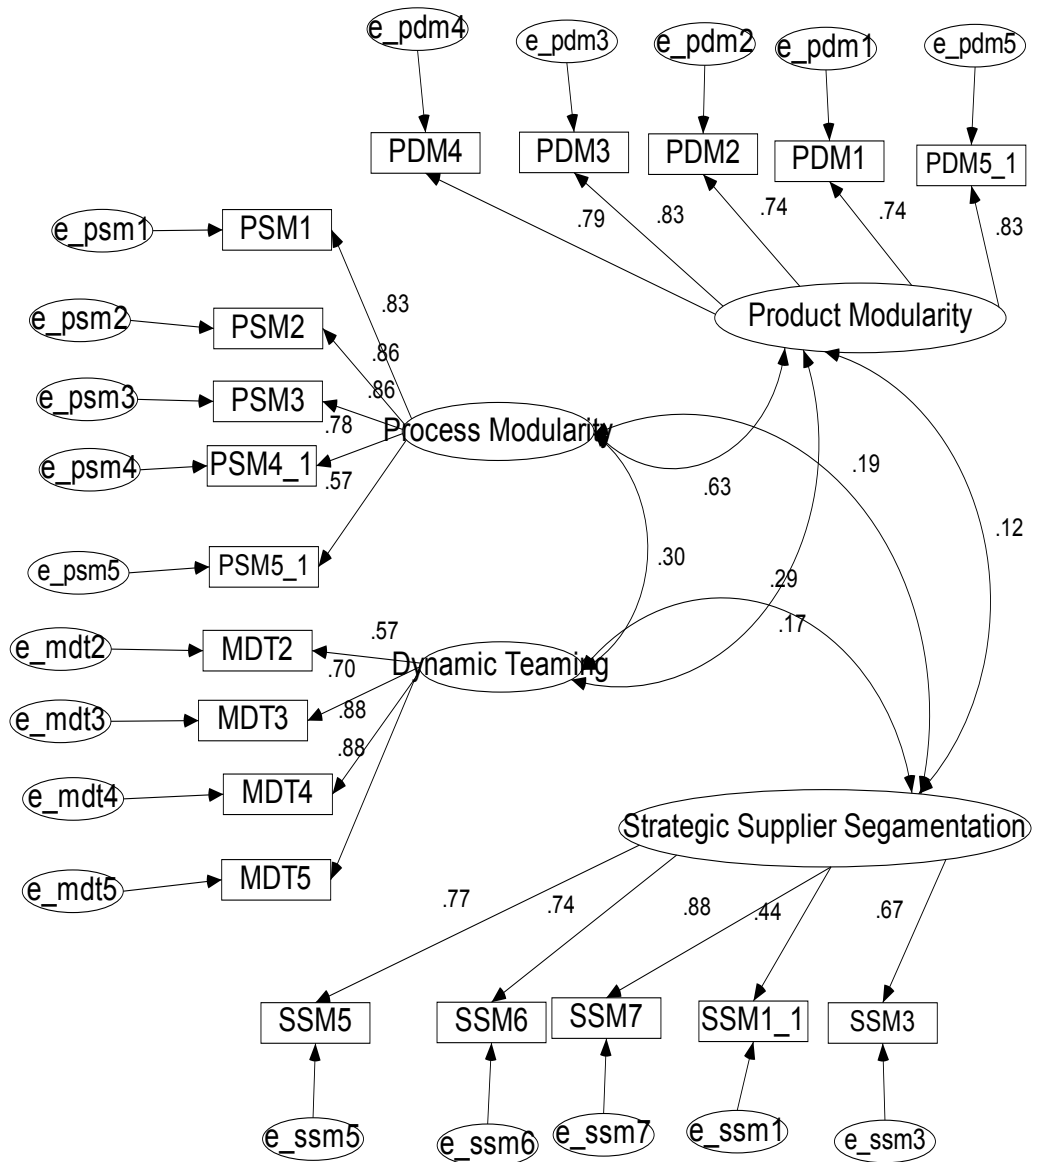 e_pdm4
e_pdm3
e_pdm2
e_pdm1
e_pdm5
PDM4
PDM3
PDM2
PDM1
PDM5_1
.79
.83
.74
.74
.83
e_psm1
PSM1
e_psm2
PSM2
e_psm3
PSM3
e_psm4
PSM4_1
e_psm5
PSM5_1
.83
.86
.86
.78
.57
Product Modularity
Process Modularity
.63
.19
.12
.30
.29
.17
e_mdt2
MDT2
e_mdt3
MDT3
e_mdt4
MDT4
e_mdt5
MDT5
.57
.70
.88
.88
Dynamic Teaming
Strategic Supplier Segamentation
.77
.74
.88
.44
.67
SSM5
SSM6
SSM7
SSM1_1
SSM3
e_ssm5
e_ssm6
e_ssm7
e_ssm1
e_ssm3